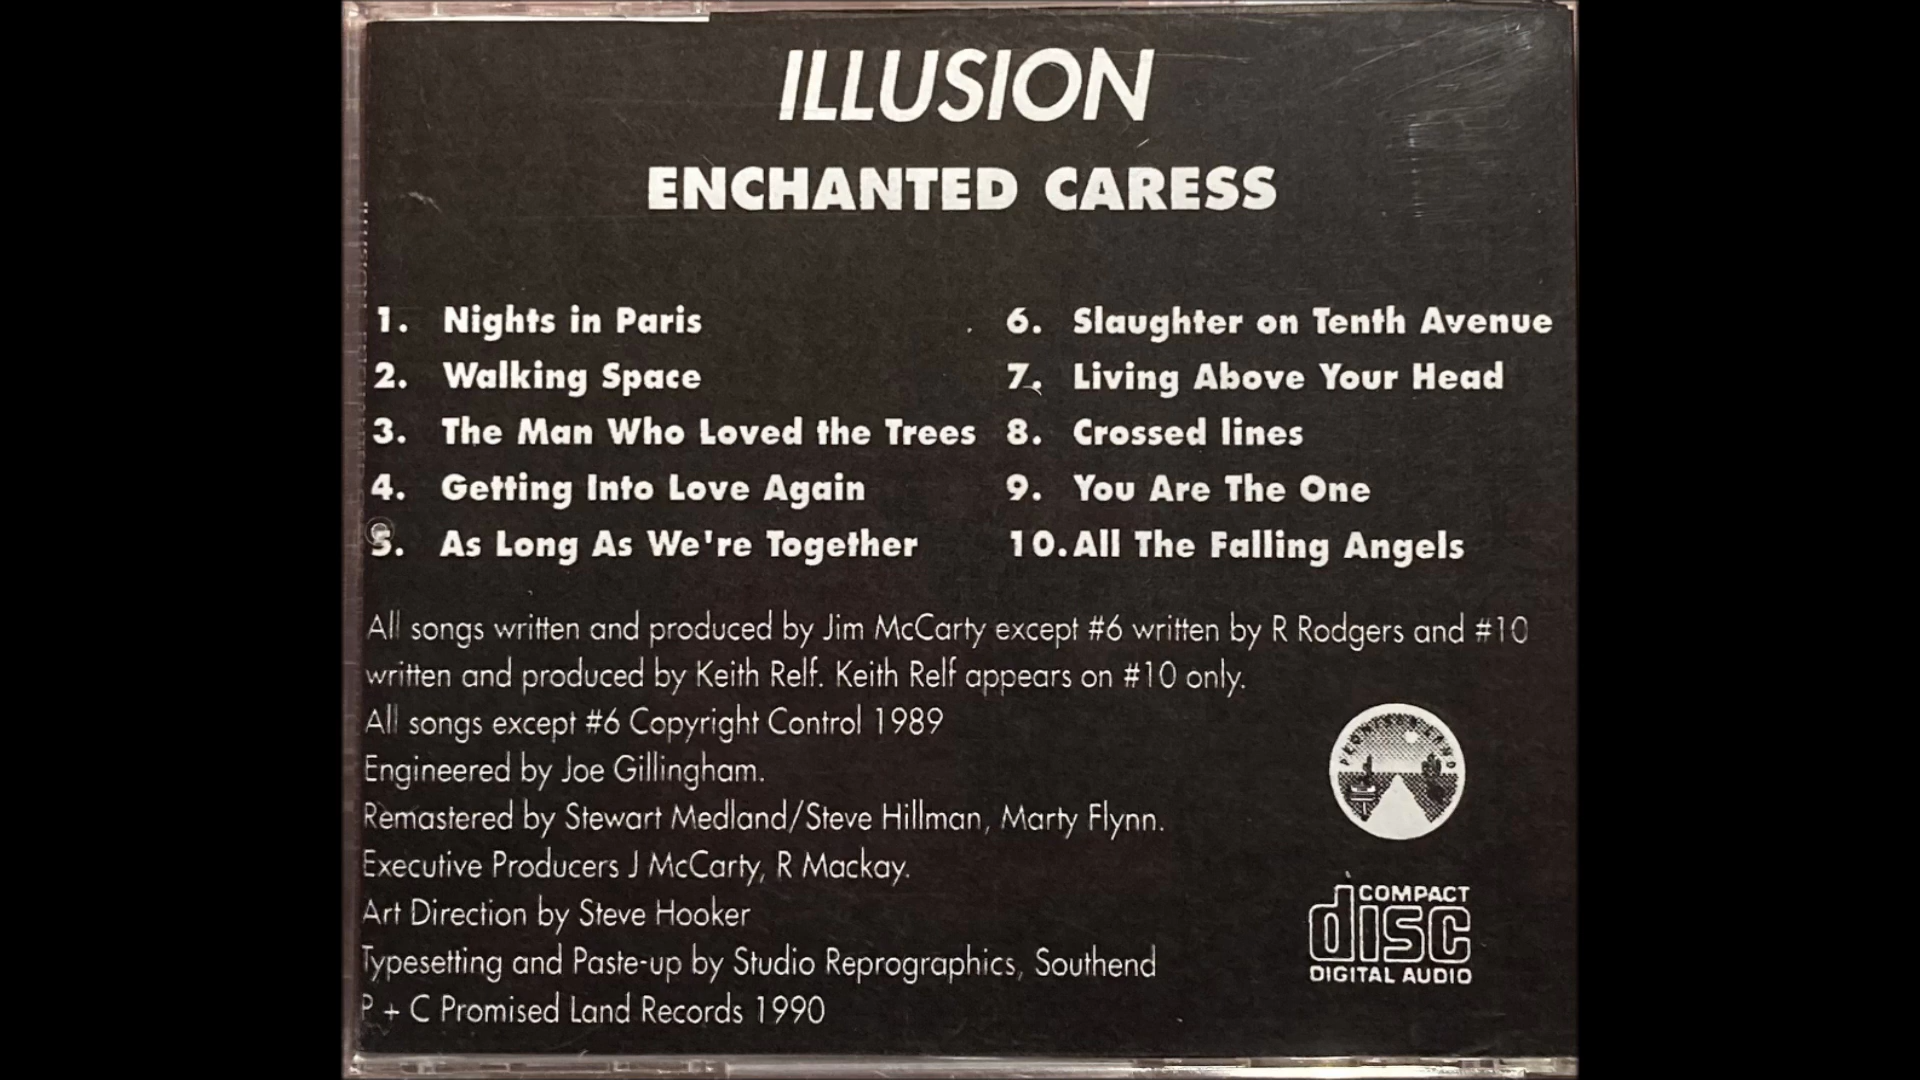 ILLUSION
ENCHANTED CARESS
1. Nights in Paris
2. Walking Space
3. The Man Who Loved the Trees
4. Getting Into Love Again
5. As Long As We're Together
6. Slaughter on Tenth Avenue
7. Living Above Your Head
8. Crossed lines
9. You Are The One
10. All The Falling Angels
All songs written and produced by Jim McCarty except #6 written by R Rodgers and #10
written and produced by Keith Relf. Keith Relf appears on #10 only.
All songs except #6 Copyright Control 1989
Engineered by Joe Gillingham.
Remastered by Stewart Medland/Steve Hillman, Marty Flynn.
Executive Producers J McCarty, R Mackay.
Art Direction by Steve Hooker
Typesetting and Paste-up by Studio Reprographics, Southend
P + C Promised Land Records 1990
COMPACT
disc
DIGITAL AUDIO